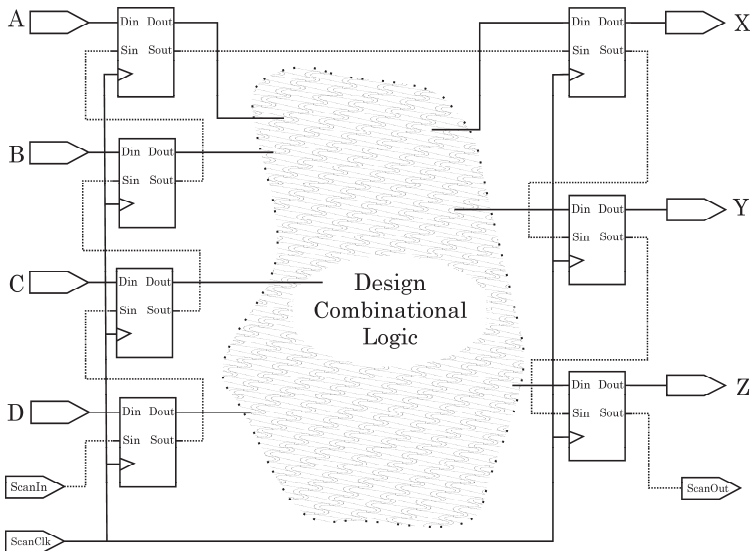 A
Din Dout
Sin Sout
Din Dout
X
Sin Sout
B
Din Dout
Sin Sout
Din Dout
Y
Sin Sout
C
Din Dout
Sin Sout
Design
Combinational
Logic
D
Din Dout
Sin Sout
Din Dout
Z
Sin Sout
ScanIn
ScanOut
ScanClk